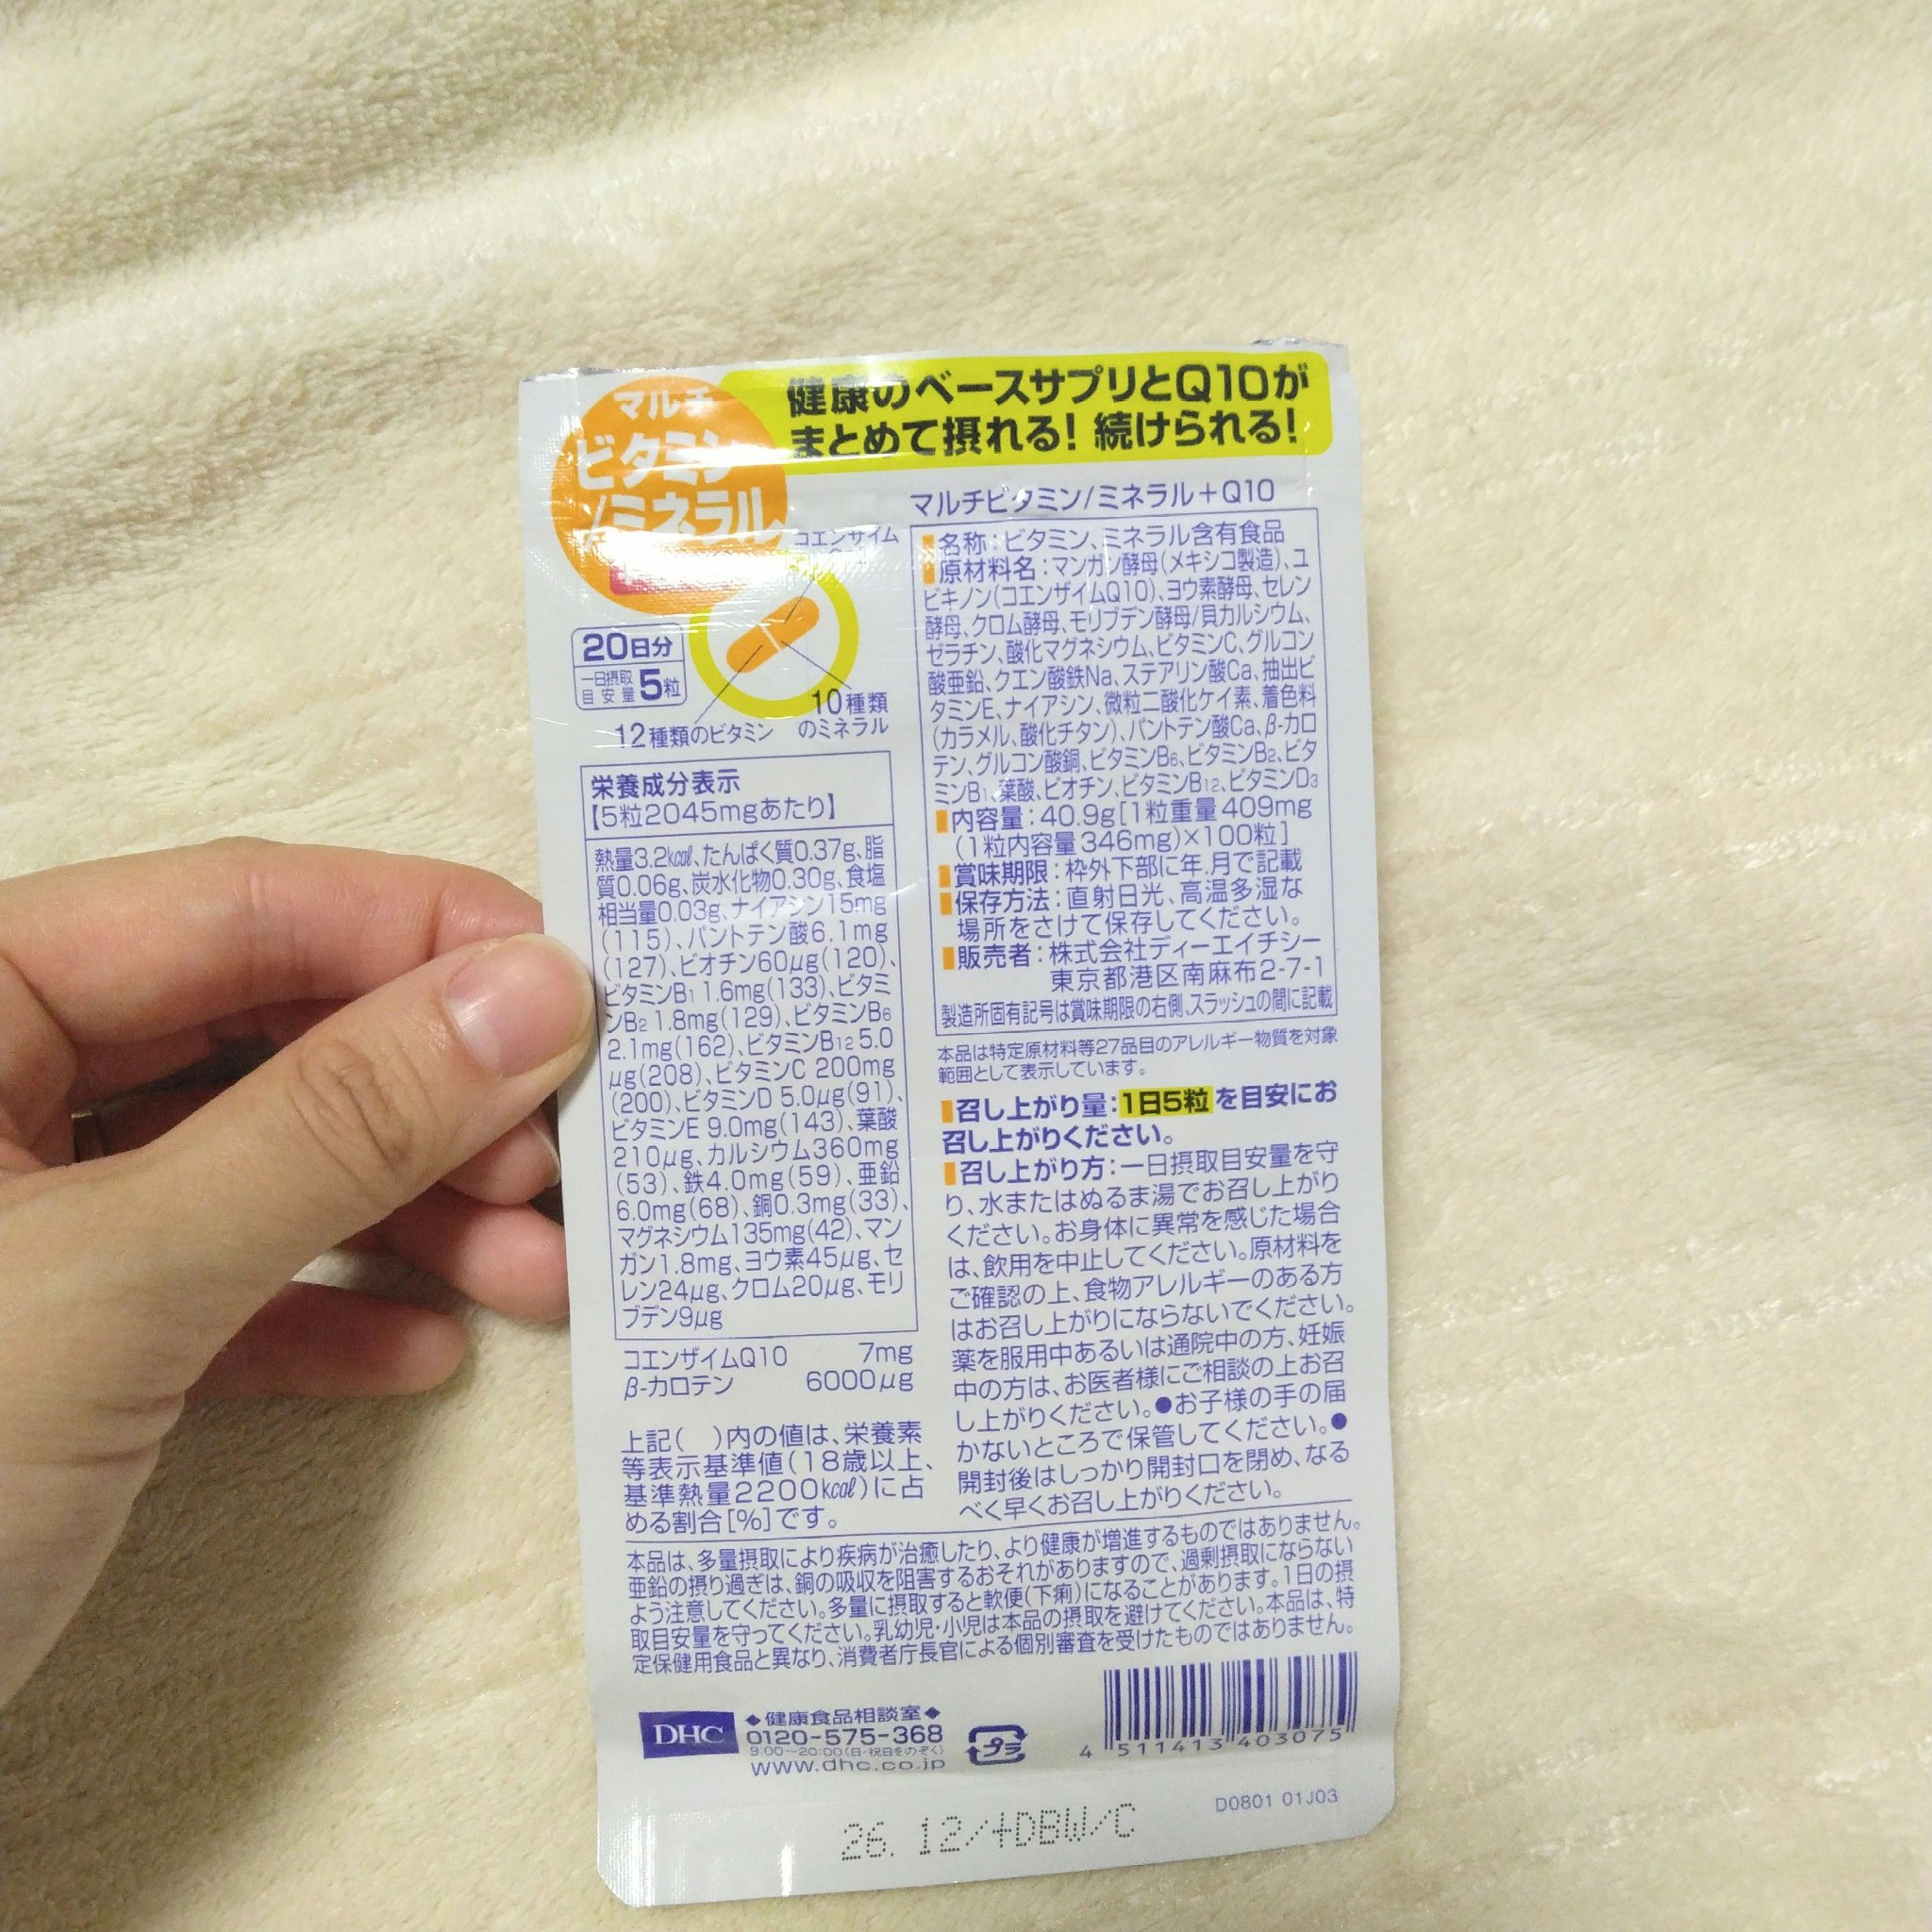 マルチ
ビタミン
/ミネラル
健康のベースサプリとQ10が
まとめて摂れる!続けられる!
コエンザイム
20日分
一日摂取
目安量 5粒
12種類のビタミン
10種類
のミネラル
栄養成分表示
【5粒2045mgあたり】
熱量3.2kcal、たんぱく質0.37g、脂
質0.06g、炭水化物0.30g、食塩
相当量0.03g、ナイアシン15mg
(115)、パントテン酸6.1mg
(127)、ビオチン60μg(120)、
ビタミンB1 1.6mg(133)、ビタミ
ンB2 1.8mg(129)、ビタミンB6
2.1mg(162)、ビタミンB12 5.0
μg(208)、ビタミンC 200mg
(200)、ビタミンD 5.0μg(91)、
ビタミンE 9.0mg(143)、葉酸
210μg、カルシウム360mg
(53)、鉄4.0mg(59)、亜鉛
6.0mg(68)、銅0.3mg(33)、
マグネシウム135mg(42)、マン
ガン1.8mg、ヨウ素45μg、セ
レン24μg、クロム20μg、モリ
ブデン9μg
コエンザイムQ10 7mg
β-カロテン 6000μg
上記( )内の値は、栄養素
等表示基準値(18歳以上、
基準熱量2200kcal)に占
める割合[%]です。
マルチビタミン/ミネラル+Q10
名称:ビタミン、ミネラル含有食品
原材料名:マンガン酵母(メキシコ製造)、ユ
ビキノン(コエンザイムQ10)、ヨウ素酵母、セレン
酵母、クロム酵母、モリブデン酵母/貝カルシウム、
ゼラチン、酸化マグネシウム、ビタミンC、グルコン
酸亜鉛、クエン酸鉄Na、ステアリン酸Ca、抽出ビ
タミンE、ナイアシン、微粒二酸化ケイ素、着色料
(カラメル、酸化チタン)、パントテン酸Ca、β-カロ
テン、グルコン酸銅、ビタミンB6、ビタミンB2、ビタ
ミンB1、葉酸、ビオチン、ビタミンB12、ビタミンD3
内容量:40.9g[1粒重量409mg
(1粒内容量346mg)×100粒]
賞味期限:枠外下部に年.月で記載
保存方法:直射日光、高温多湿な
場所をさけて保存してください。
販売者:株式会社ディーエイチシー
東京都港区南麻布2-7-1
製造所固有記号は賞味期限の右側、スラッシュの間に記載
本品は特定原材料等27品目のアレルギー物質を対象
範囲として表示しています。
召し上がり量:1日5粒を目安にお
召し上がりください。
召し上がり方:一日摂取目安量を守
り、水またはぬるま湯でお召し上がり
ください。お身体に異常を感じた場合
は、飲用を中止してください。原材料を
ご確認の上、食物アレルギーのある方
はお召し上がりにならないでください。
薬を服用中あるいは通院中の方、妊娠
中の方は、お医者様にご相談の上お召
し上がりください。●お子様の手の届
かないところで保管してください。●
開封後はしっかり開封口を閉め、なる
べく早くお召し上がりください。
本品は、多量摂取により疾病が治癒したり、より健康が増進するものではありません。
亜鉛の摂り過ぎは、銅の吸収を阻害するおそれがありますので、過剰摂取にならない
よう注意してください。多量に摂取すると軟便(下痢)になることがあります。1日の摂
取目安量を守ってください。乳幼児・小児は本品の摂取を避けてください。本品は、特
定保健用食品と異なり、消費者庁長官による個別審査を受けたものではありません。
DHC
◆健康食品相談室◆
0120-575-368
9:00～20:00(日・祝日をのぞく)
www.dhc.co.jp
プラ
4 511413 403075
D0801 01J03
26. 12/+DBW/C